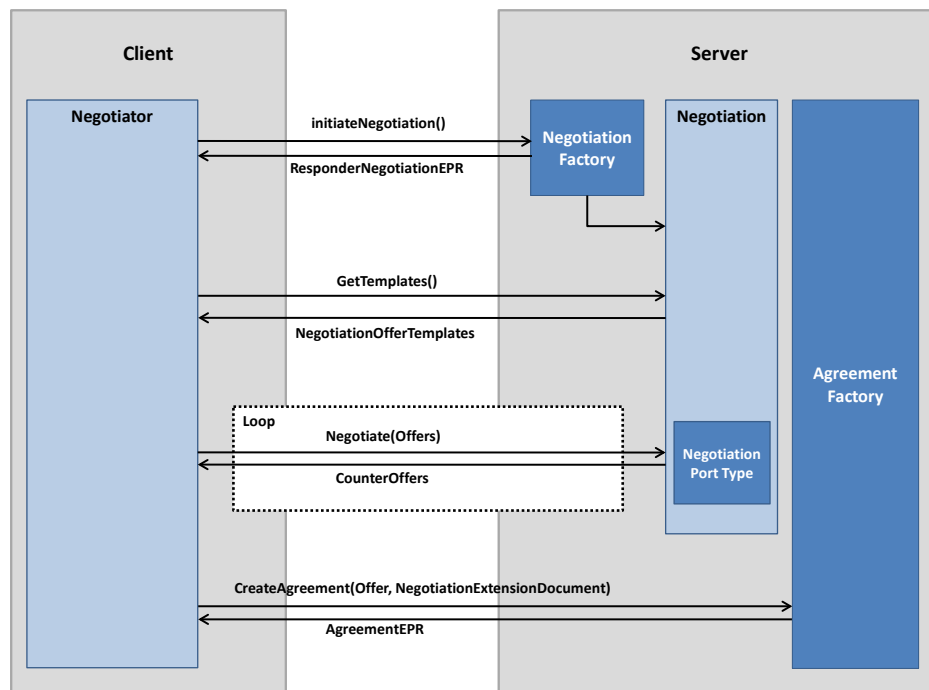 Client
Server
Negotiator
initiateNegotiation()
ResponderNegotiationEPR
Negotiation
Factory
Negotiation
GetTemplates()
NegotiationOfferTemplates
Agreement
Factory
Loop
Negotiate(Offers)
CounterOffers
Negotiation
Port Type
CreateAgreement(Offer, NegotiationExtensionDocument)
AgreementEPR